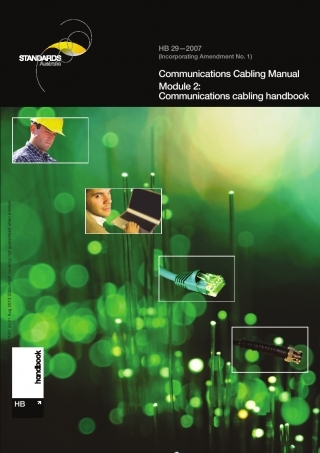 STANDARDS
Australia
HB 29—2007
(Incorporating Amendment No. 1)
Communications Cabling Manual
Module 2:
Communications cabling handbook
handbook
HB